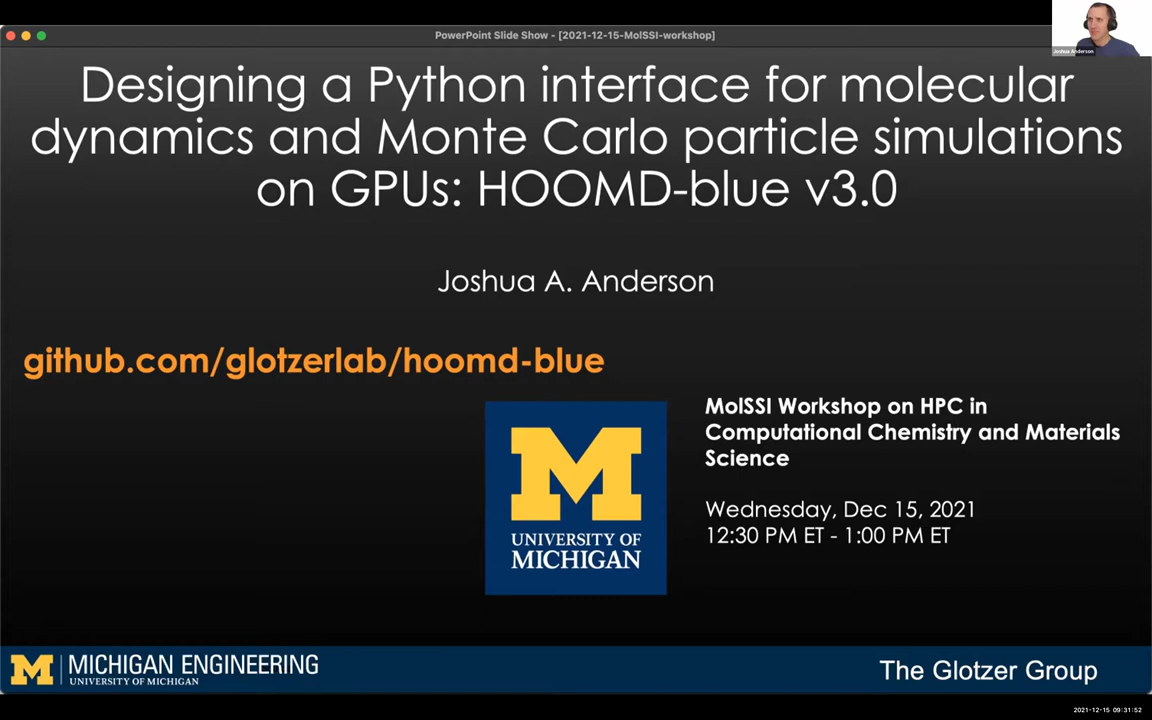 PowerPoint Slide Show - [2021-12-15-MolSSI-workshop]
Joshua Anderson
Designing a Python interface for molecular
dynamics and Monte Carlo particle simulations
on GPUs: HOOMD-blue v3.0
Joshua A. Anderson
github.com/glotzerlab/hoomd-blue
MolSSI Workshop on HPC in
Computational Chemistry and Materials
Science
Wednesday, Dec 15, 2021
12:30 PM ET - 1:00 PM ET
M
UNIVERSITY OF
MICHIGAN
M
MICHIGAN ENGINEERING
UNIVERSITY OF MICHIGAN
The Glotzer Group
2021-12-15 09:31:52